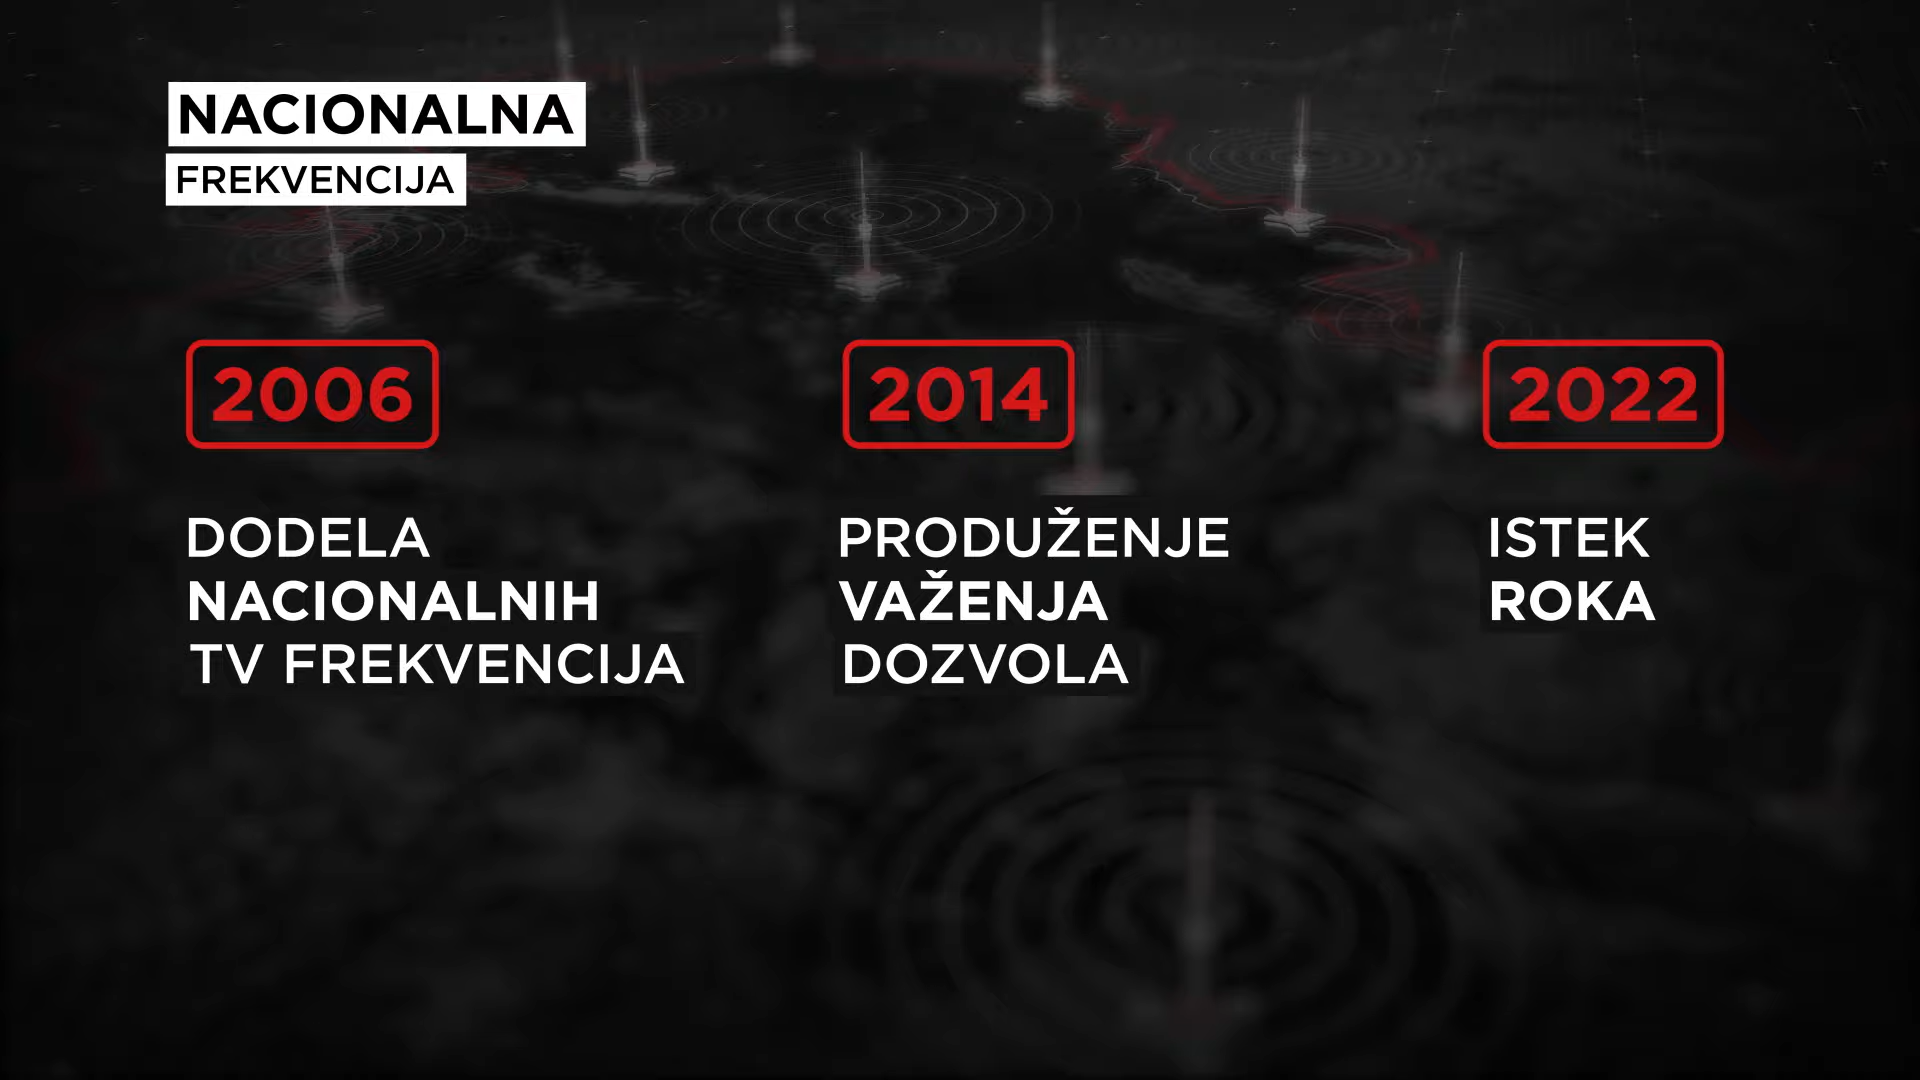 NACIONALNA
FREKVENCIJA
2006
DODELA
NACIONALNIH
TV FREKVENCIJA
2014
PRODUŽENJE
VAŽENJA
DOZVOLA
2022
ISTEK
ROKA